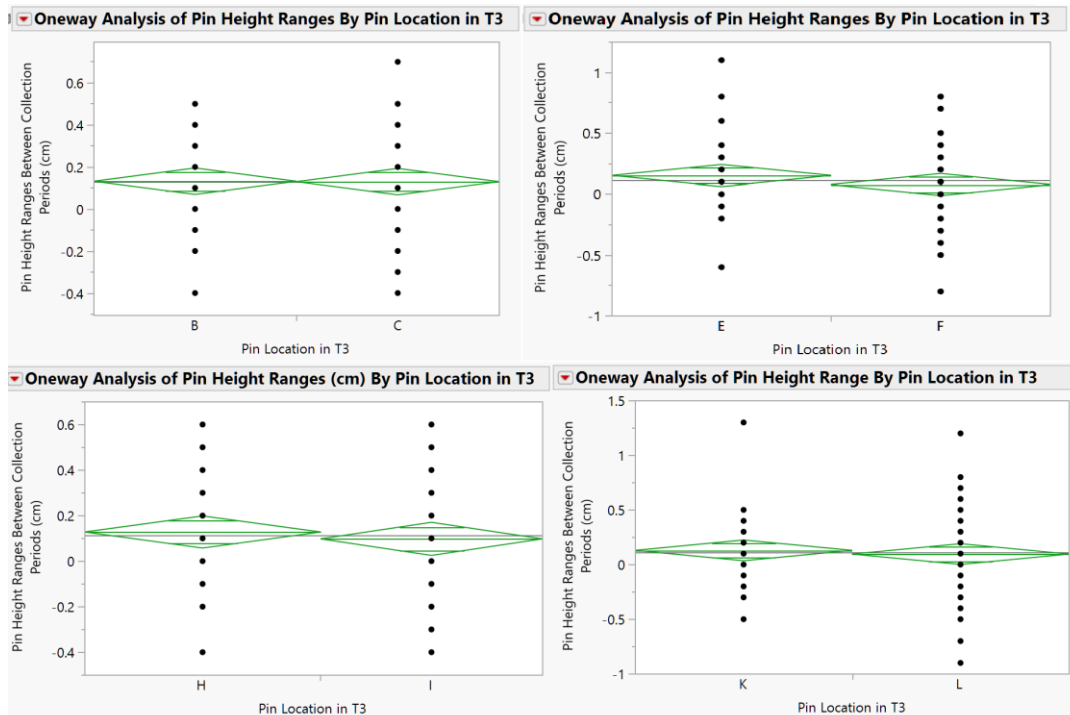 Oneway Analysis of Pin Height Ranges By Pin Location in T3
Pin Height Ranges Between Collection
Periods (cm)
0.6
0.4
0.2
0
-0.2
-0.4
B
C
Pin Location in T3
Oneway Analysis of Pin Height Ranges By Pin Location in T3
Pin Height Ranges Between Collection
Periods (cm)
1
0.5
0
-0.5
-1
E
F
Pin Location in T3
Oneway Analysis of Pin Height Ranges (cm) By Pin Location in T3
Pin Height Ranges Between Collection
Periods (cm)
0.6
0.4
0.2
0
-0.2
-0.4
H
I
Pin Location in T3
Oneway Analysis of Pin Height Range By Pin Location in T3
Pin Height Ranges Between Collection
Periods (cm)
1.5
1
0.5
0
-0.5
-1
K
L
Pin Location in T3